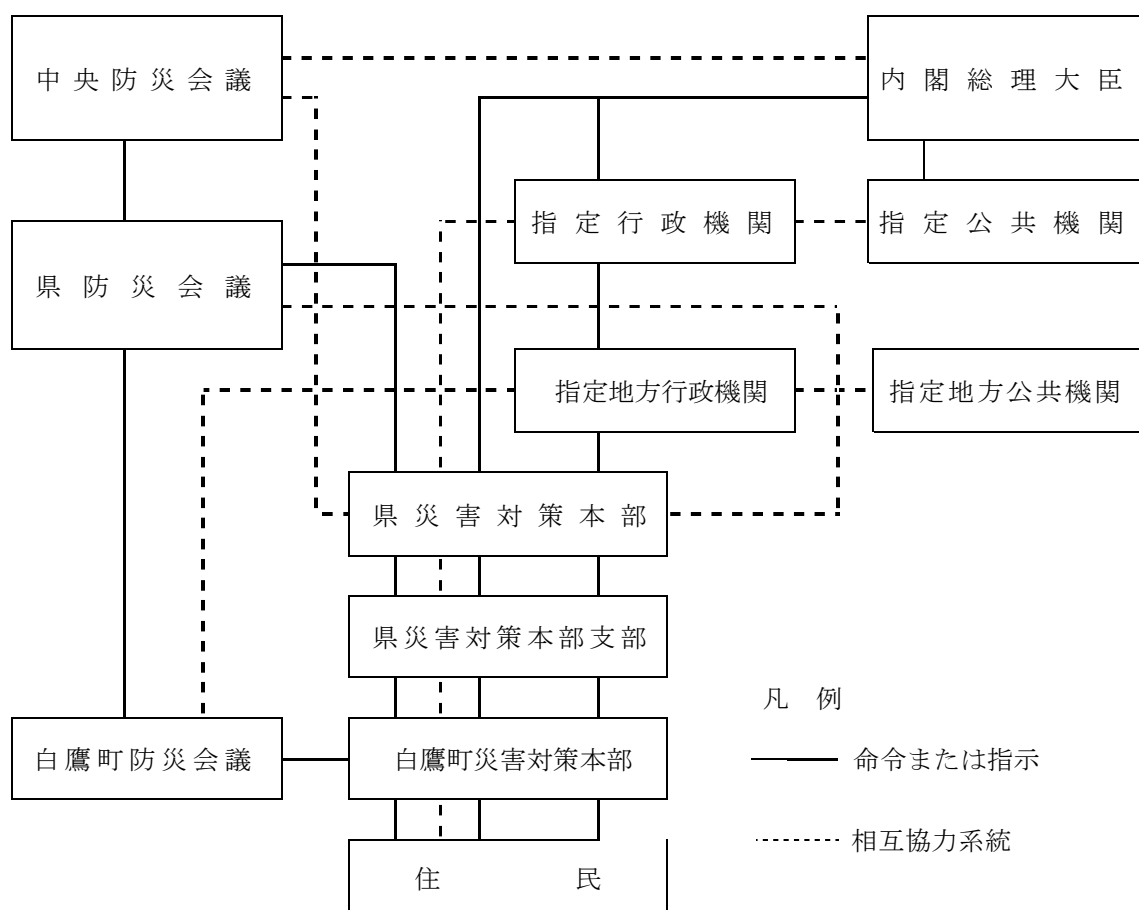 中央防災会議
内閣総理大臣
指定行政機関
指定公共機関
県防災会議
指定地方行政機関
指定地方公共機関
県災害対策本部
県災害対策本部支部
凡 例
白鷹町防災会議
白鷹町災害対策本部
命令または指示
相互協力系統
住 民